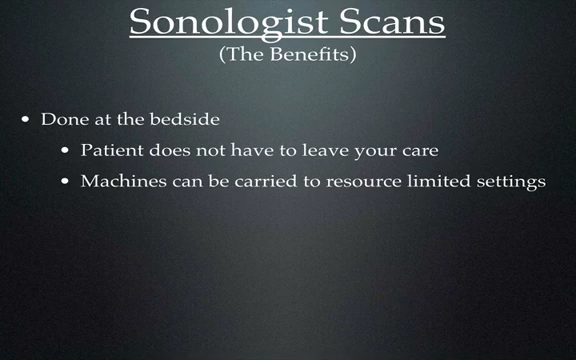 Sonologist Scans
(The Benefits)
• Done at the bedside
• Patient does not have to leave your care
• Machines can be carried to resource limited settings